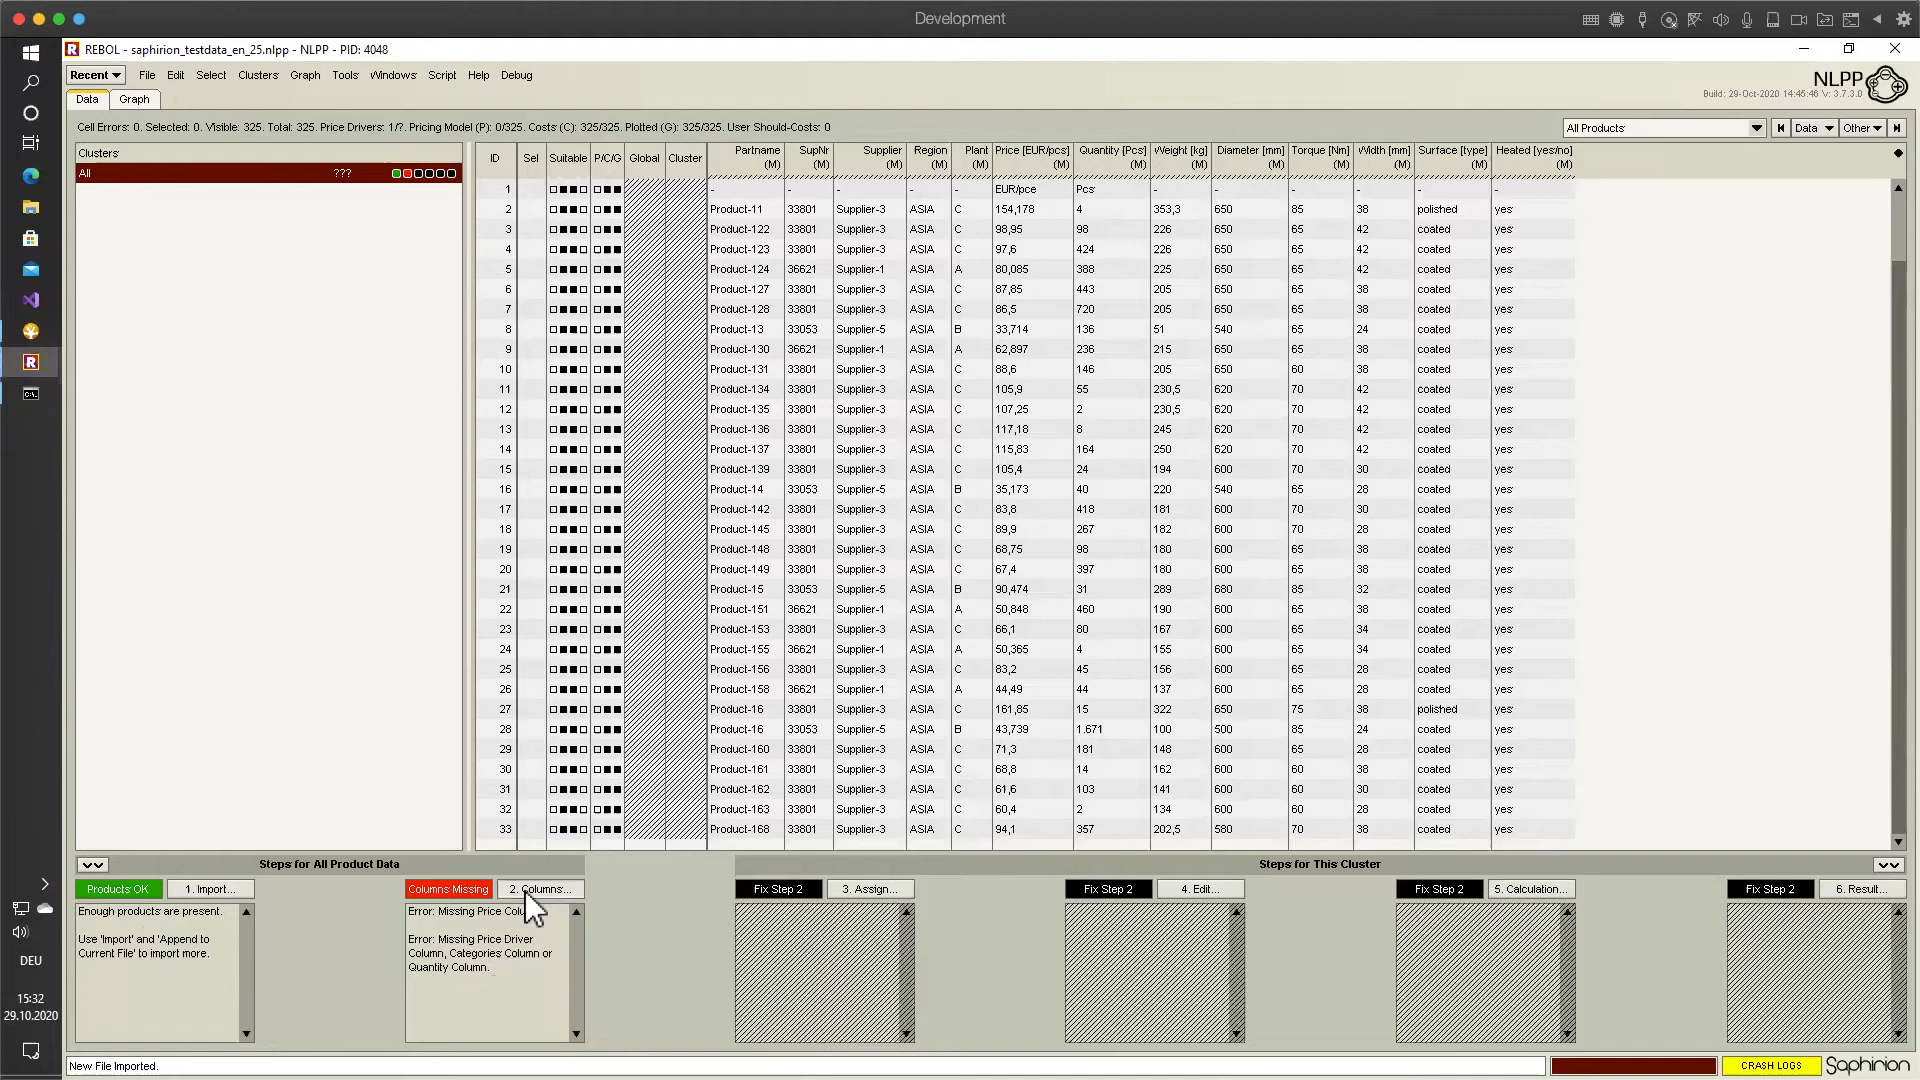 Development
REBOL - saphirion_testdata_en_25.nlpp - NLPP - PID: 4048
Recent File Edit Select Clusters Graph Tools Windows Script Help Debug
NLPP
Build: 29-Oct-2020 14:45:46 V: 3.7.3.0
Data Graph
Cell Errors: 0. Selected: 0. Visible: 325. Total: 325. Price Drivers: 1/?. Pricing Model (P): 0/325. Costs (C): 325/325. Plotted (G): 325/325. User Should-Costs: 0
All Products Data Other
Clusters
All ???
ID Sel Suitable P/C/G Global Cluster Partname (M) SupNr (M) Supplier (M) Region (M) Plant (M) Price [EUR/pcs] (M) Quantity [Pcs] (M) Weight [kg] (M) Diameter [mm] (M) Torque [Nm] (M) Width [mm] (M) Surface [type] (M) Heated [yes/no] (M)
1 - - - - - EUR/pce Pcs - - - - - -
2 Product-11 33801 Supplier-3 ASIA C 154,178 4 353,3 650 85 38 polished yes
3 Product-122 33801 Supplier-3 ASIA C 98,95 98 226 650 65 42 coated yes
4 Product-123 33801 Supplier-3 ASIA C 97,6 424 226 650 65 42 coated yes
5 Product-124 36621 Supplier-1 ASIA A 80,085 388 225 650 65 42 coated yes
6 Product-127 33801 Supplier-3 ASIA C 87,85 443 205 650 65 38 coated yes
7 Product-128 33801 Supplier-3 ASIA C 86,5 720 205 650 65 38 coated yes
8 Product-13 33053 Supplier-5 ASIA B 33,714 136 51 540 65 24 coated yes
9 Product-130 36621 Supplier-1 ASIA A 62,897 236 215 650 65 38 coated yes
10 Product-131 33801 Supplier-3 ASIA C 88,6 146 205 650 60 38 coated yes
11 Product-134 33801 Supplier-3 ASIA C 105,9 55 230,5 620 70 42 coated yes
12 Product-135 33801 Supplier-3 ASIA C 107,25 2 230,5 620 70 42 coated yes
13 Product-136 33801 Supplier-3 ASIA C 117,18 8 245 620 70 42 coated yes
14 Product-137 33801 Supplier-3 ASIA C 115,83 164 250 620 70 42 coated yes
15 Product-139 33801 Supplier-3 ASIA C 105,4 24 194 600 70 30 coated yes
16 Product-14 33053 Supplier-5 ASIA B 35,173 40 220 540 65 28 coated yes
17 Product-142 33801 Supplier-3 ASIA C 83,8 418 181 600 70 30 coated yes
18 Product-145 33801 Supplier-3 ASIA C 89,9 267 182 600 70 28 coated yes
19 Product-148 33801 Supplier-3 ASIA C 68,75 98 180 600 65 38 coated yes
20 Product-149 33801 Supplier-3 ASIA C 67,4 397 180 600 65 38 coated yes
21 Product-15 33053 Supplier-5 ASIA B 90,474 31 289 680 85 32 coated yes
22 Product-151 36621 Supplier-1 ASIA A 50,848 460 190 600 65 38 coated yes
23 Product-153 33801 Supplier-3 ASIA C 66,1 80 167 600 65 34 coated yes
24 Product-155 36621 Supplier-1 ASIA A 50,365 4 155 600 65 34 coated yes
25 Product-156 33801 Supplier-3 ASIA C 83,2 45 156 600 65 28 coated yes
26 Product-158 36621 Supplier-1 ASIA A 44,49 44 137 600 65 28 coated yes
27 Product-16 33801 Supplier-3 ASIA C 161,85 15 322 650 75 38 polished yes
28 Product-16 33053 Supplier-5 ASIA B 43,739 1.671 100 500 85 24 coated yes
29 Product-160 33801 Supplier-3 ASIA C 71,3 181 148 600 65 28 coated yes
30 Product-161 33801 Supplier-3 ASIA C 68,8 14 162 600 60 38 coated yes
31 Product-162 33801 Supplier-3 ASIA C 61,6 103 141 600 60 30 coated yes
32 Product-163 33801 Supplier-3 ASIA C 60,4 2 134 600 60 28 coated yes
33 Product-168 33801 Supplier-3 ASIA C 94,1 357 202,5 580 70 38 coated yes
Steps for All Product Data
Steps for This Cluster
Products OK 1. Import... Columns Missing 2. Columns... Fix Step 2 3. Assign... Fix Step 2 4. Edit... Fix Step 2 5. Calculation... Fix Step 2 6. Result...
Enough products are present.
Use 'Import' and 'Append to
Current File' to import more.
Error: Missing Price
Error: Missing Price Driver
Column, Categories Column or
Quantity Column.
DEU
15:32
29.10.2020
New File Imported.
CRASH LOGS
Saphirion